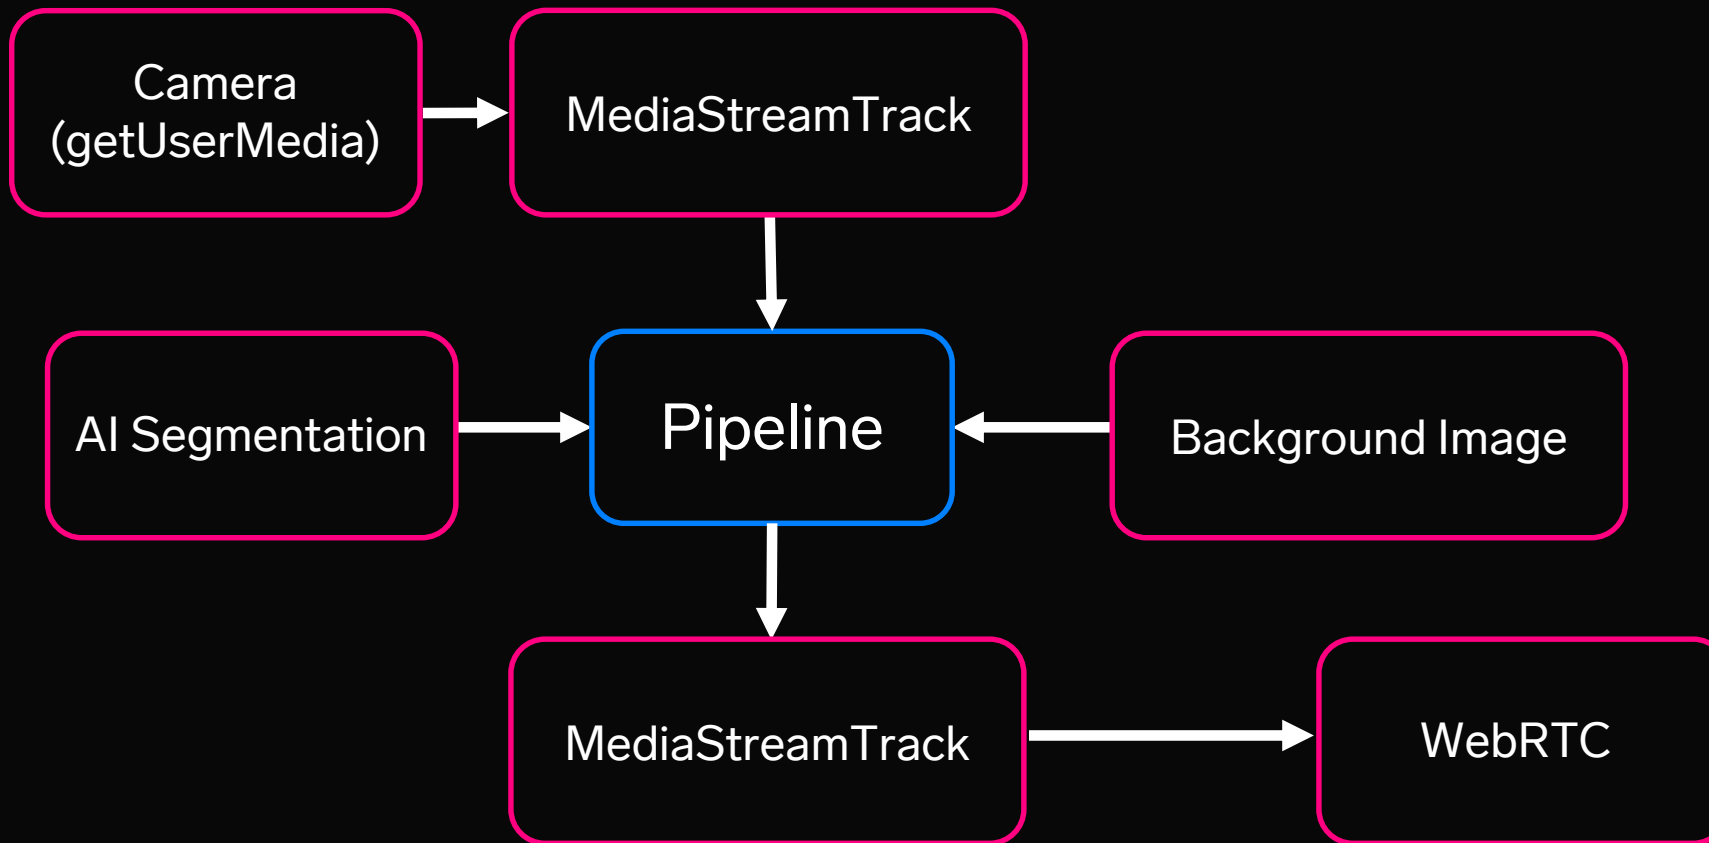 Camera
(getUserMedia)
MediaStreamTrack
AI Segmentation
Pipeline
Background Image
MediaStreamTrack
WebRTC